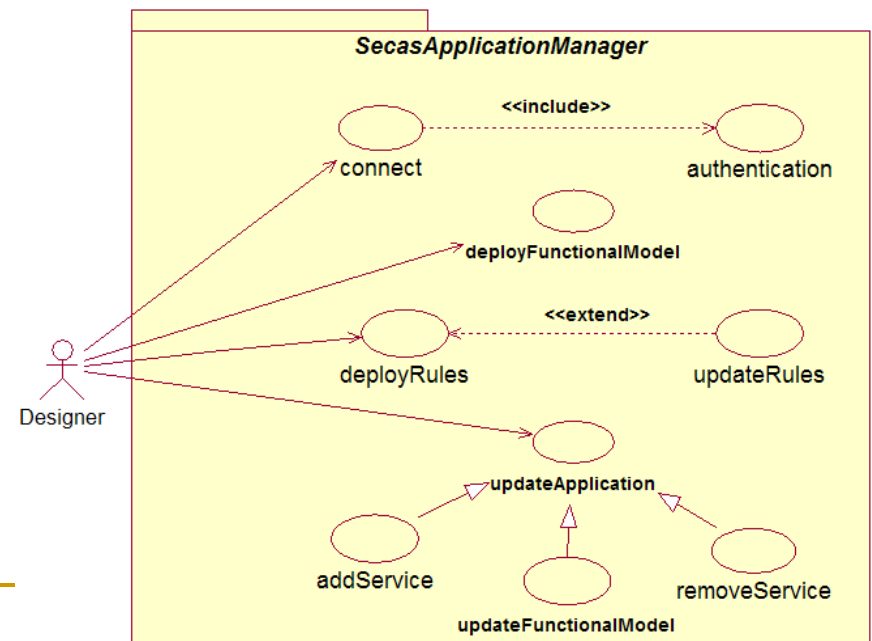 SecasApplicationManager
<<include>>
connect
authentication
deployFunctionalModel
<<extend>>
deployRules
updateRules
Designer
updateApplication
addService
removeService
updateFunctionalModel